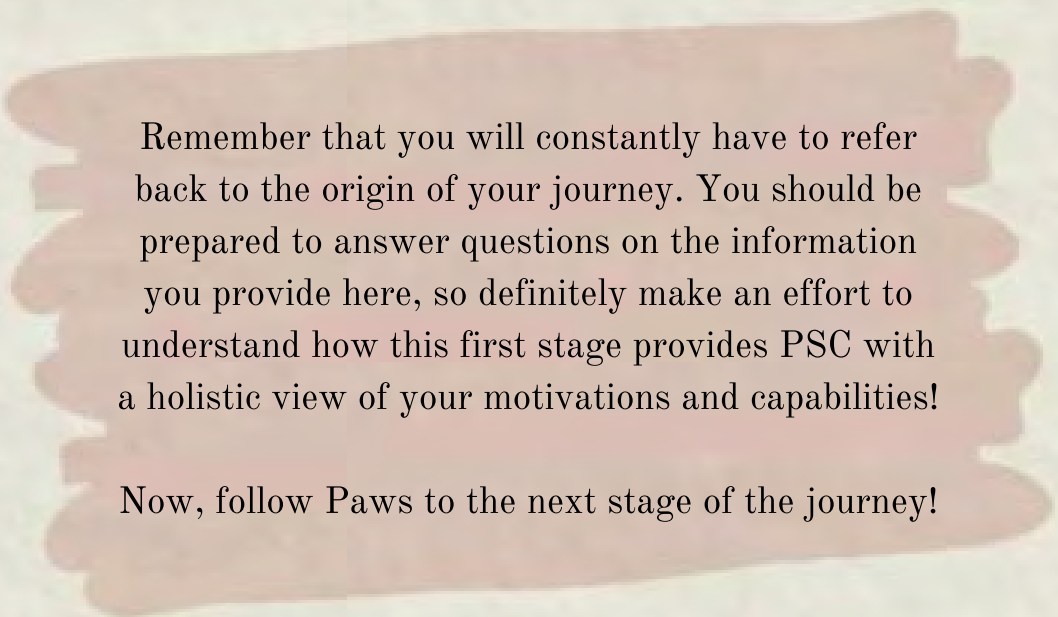 Remember that you will constantly have to refer
back to the origin of your journey. You should be
prepared to answer questions on the information
you provide here, so definitely make an effort to
understand how this first stage provides PSC with
a holistic view of your motivations and capabilities!
Now, follow Paws to the next stage of the journey!